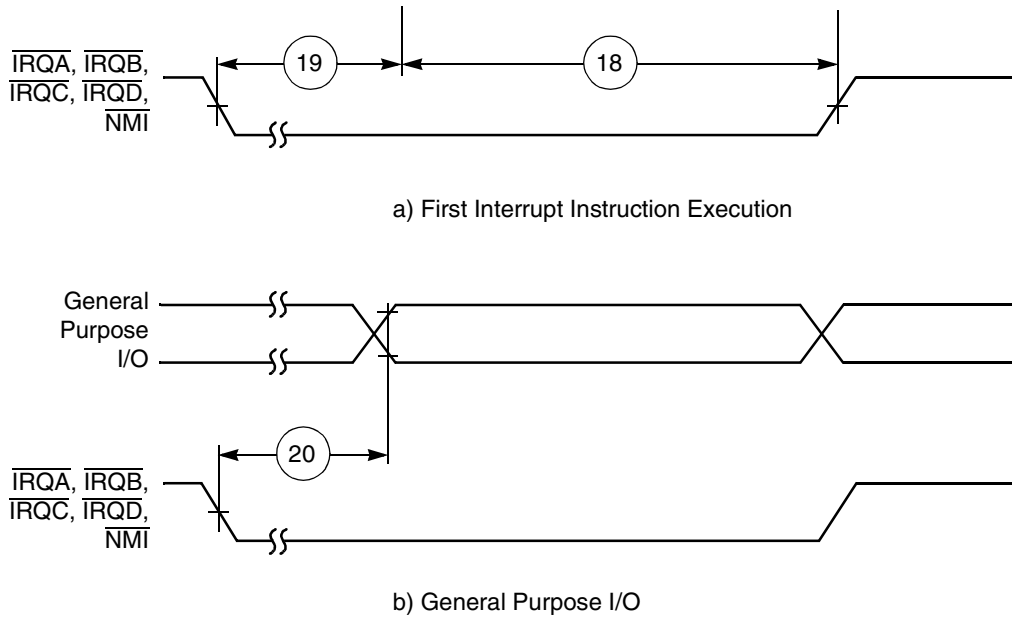 19
18
IRQA, IRQB,
IRQC, IRQD,
NMI
a) First Interrupt Instruction Execution
General
Purpose
I/O
20
IRQA, IRQB,
IRQC, IRQD,
NMI
b) General Purpose I/O